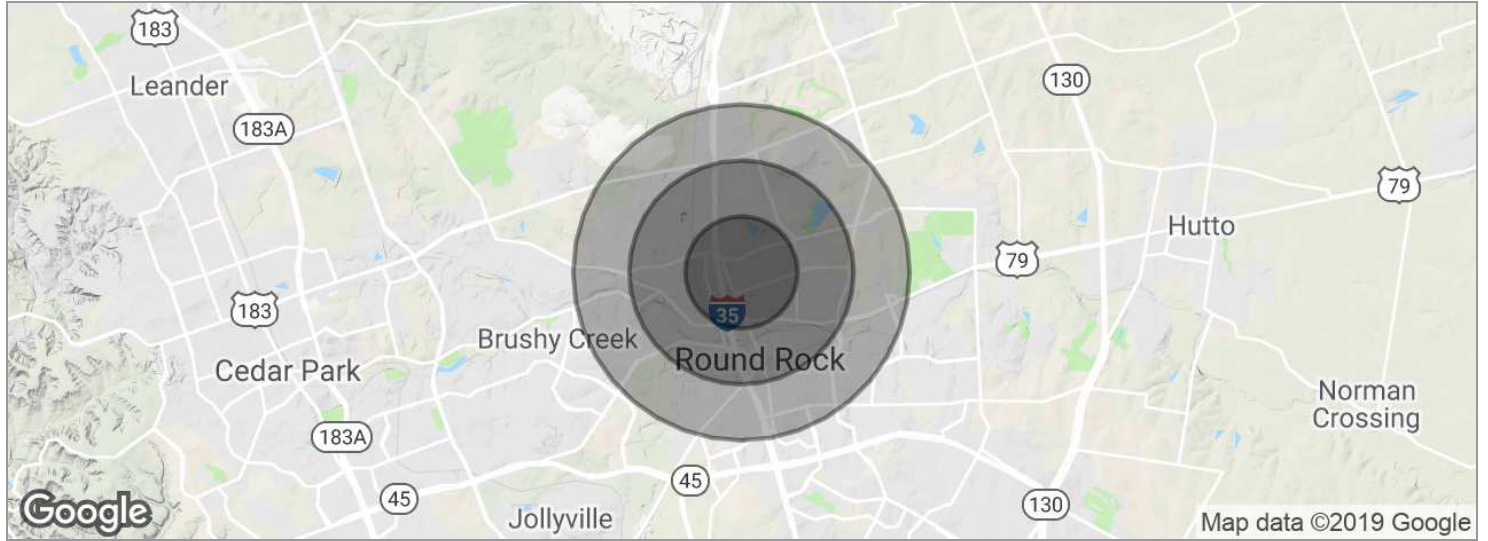 183
Leander
183A
130
79
Hutto
79
183
35
Brushy Creek
Round Rock
Cedar Park
Norman
Crossing
183A
45
45
130
Jollyville
Google
Map data ©2019 Google